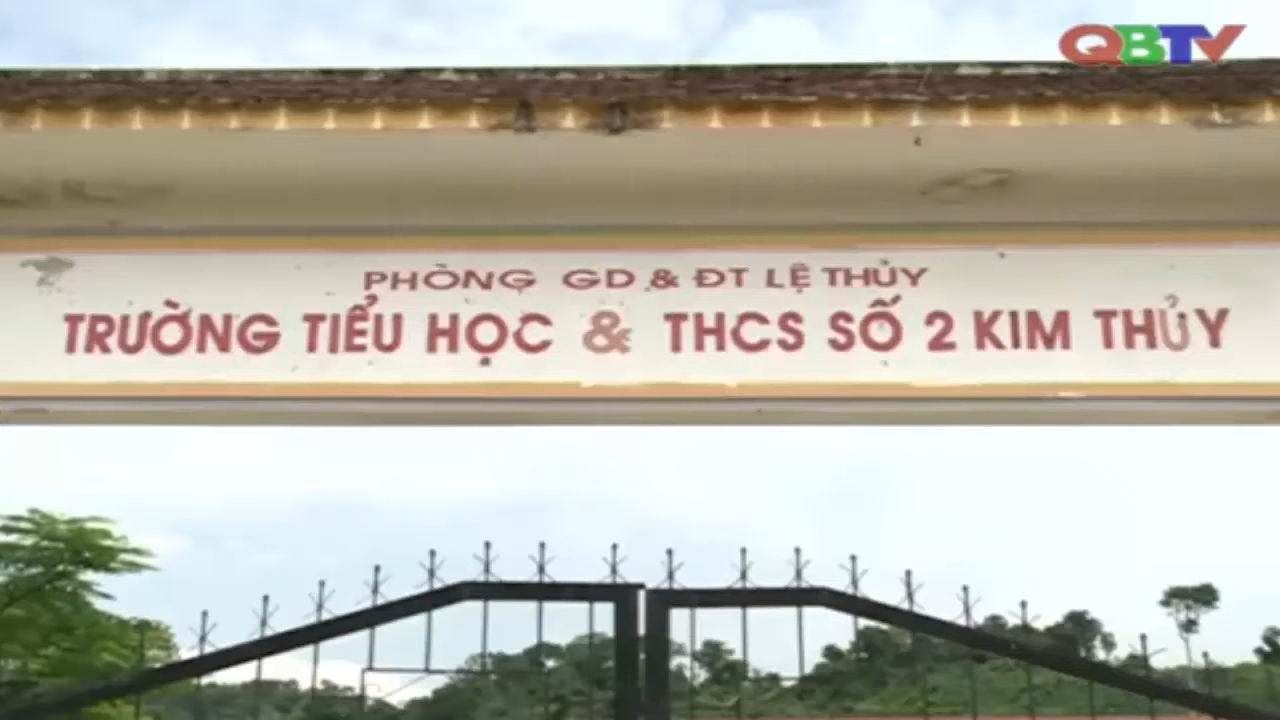 QBTV
PHÒNG GD & ĐT LỆ THỦY
TRƯỜNG TIỂU HỌC & THCS SỐ 2 KIM THỦY